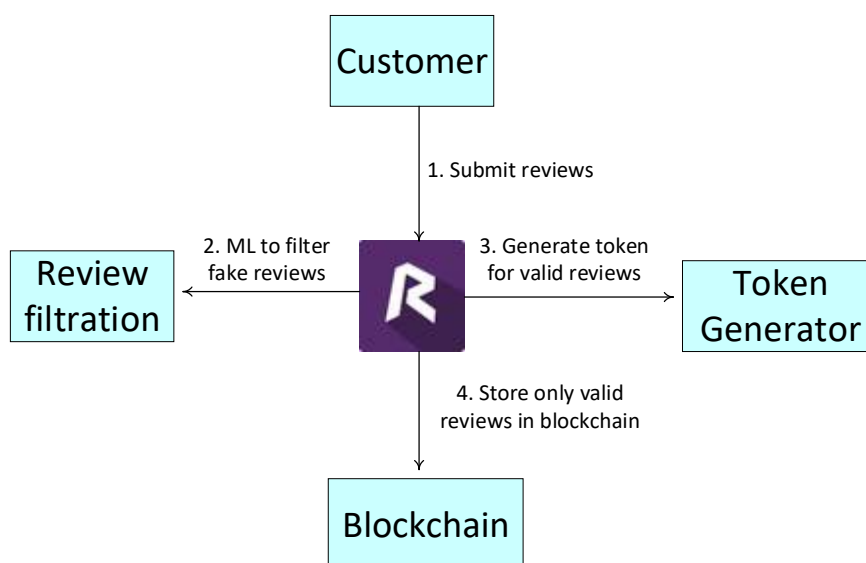 Customer
1. Submit reviews
2. ML to filter
fake reviews
3. Generate token
for valid reviews
Review
filtration
R
Token
Generator
4. Store only valid
reviews in blockchain
Blockchain